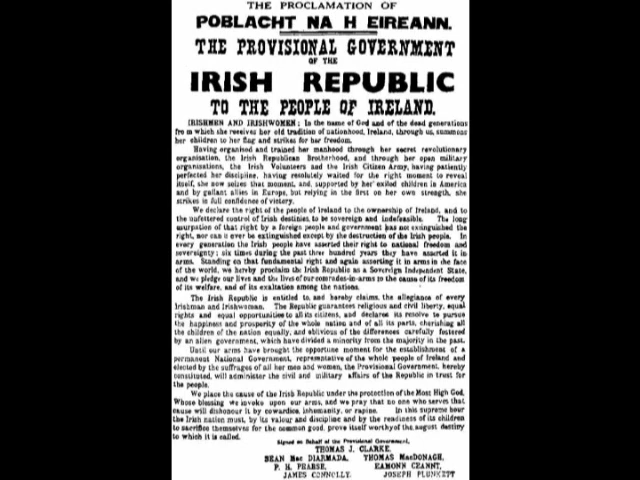 THE PROCLAMATION OF
POBLACHT NA H EIREANN.
THE PROVISIONAL GOVERNMENT
OF THE
IRISH REPUBLIC
TO THE PEOPLE OF IRELAND.
IRISHMEN AND IRISHWOMEN: In the name of God and of the dead generations
from which she receives her old tradition of nationhood, Ireland, through us, summons
her children to her flag and strikes for her freedom.
Having organised and trained her manhood through her secret revolutionary
organisation, the Irish Republican Brotherhood, and through her open military
organisations, the Irish Volunteers and the Irish Citizen Army, having patiently
perfected her discipline, having resolutely waited for the right moment to reveal
itself, she now seizes that moment, and, supported by her exiled children in America
and by gallant allies in Europe, but relying in the first on her own strength, she
strikes in full confidence of victory.
We declare the right of the people of Ireland to the ownership of Ireland, and to
the unfettered control of Irish destinies, to be sovereign and indefeasible. The long
usurpation of that right by a foreign people and government has not extinguished the
right, nor can it ever be extinguished except by the destruction of the Irish people. In
every generation the Irish people have asserted their right to national freedom and
sovereignty; six times during the past three hundred years they have asserted it in
arms. Standing on that fundamental right and again asserting it in arms in the face
of the world, we hereby proclaim the Irish Republic as a Sovereign Independent State,
and we pledge our lives and the lives of our comrades-in-arms to the cause of its freedom
of its welfare, and of its exaltation among the nations.
The Irish Republic is entitled to, and hereby claims, the allegiance of every
Irishman and Irishwoman. The Republic guarantees religious and civil liberty, equal
rights and equal opportunities to all its citizens, and declares its resolve to pursue
the happiness and prosperity of the whole nation and of all its parts, cherishing all
the children of the nation equally, and oblivious of the differences carefully fostered
by an alien government, which have divided a minority from the majority in the past.
Until our arms have brought the opportune moment for the establishment of a
permanent National Government, representative of the whole people of Ireland and
elected by the suffrages of all her men and women, the Provisional Government, hereby
constituted, will administer the civil and military affairs of the Republic in trust for
the people.
We place the cause of the Irish Republic under the protection of the Most High God,
Whose blessing we invoke upon our arms, and we pray that no one who serves that
cause will dishonour it by cowardice, inhumanity, or rapine. In this supreme hour
the Irish nation must, by its valour and discipline and by the readiness of its children
to sacrifice themselves for the common good, prove itself worthy of the august destiny
to which it is called.
Signed on Behalf of the Provisional Government,
THOMAS J. CLARKE,
SEAN Mac DIARMADA, THOMAS MacDONAGH,
P. H. PEARSE, EAMONN CEANNT,
JAMES CONNOLLY, JOSEPH PLUNKETT